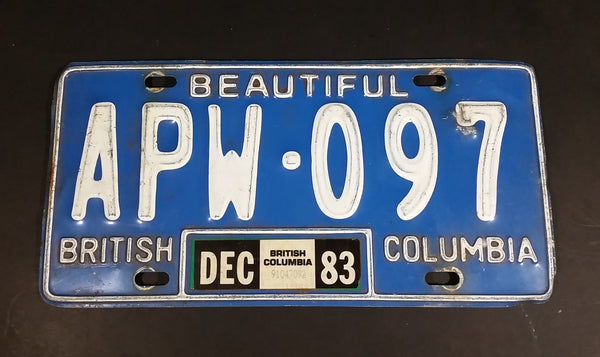 BEAUTIFUL
APW·097
BRITISH COLUMBIA
DEC BRITISH COLUMBIA 83